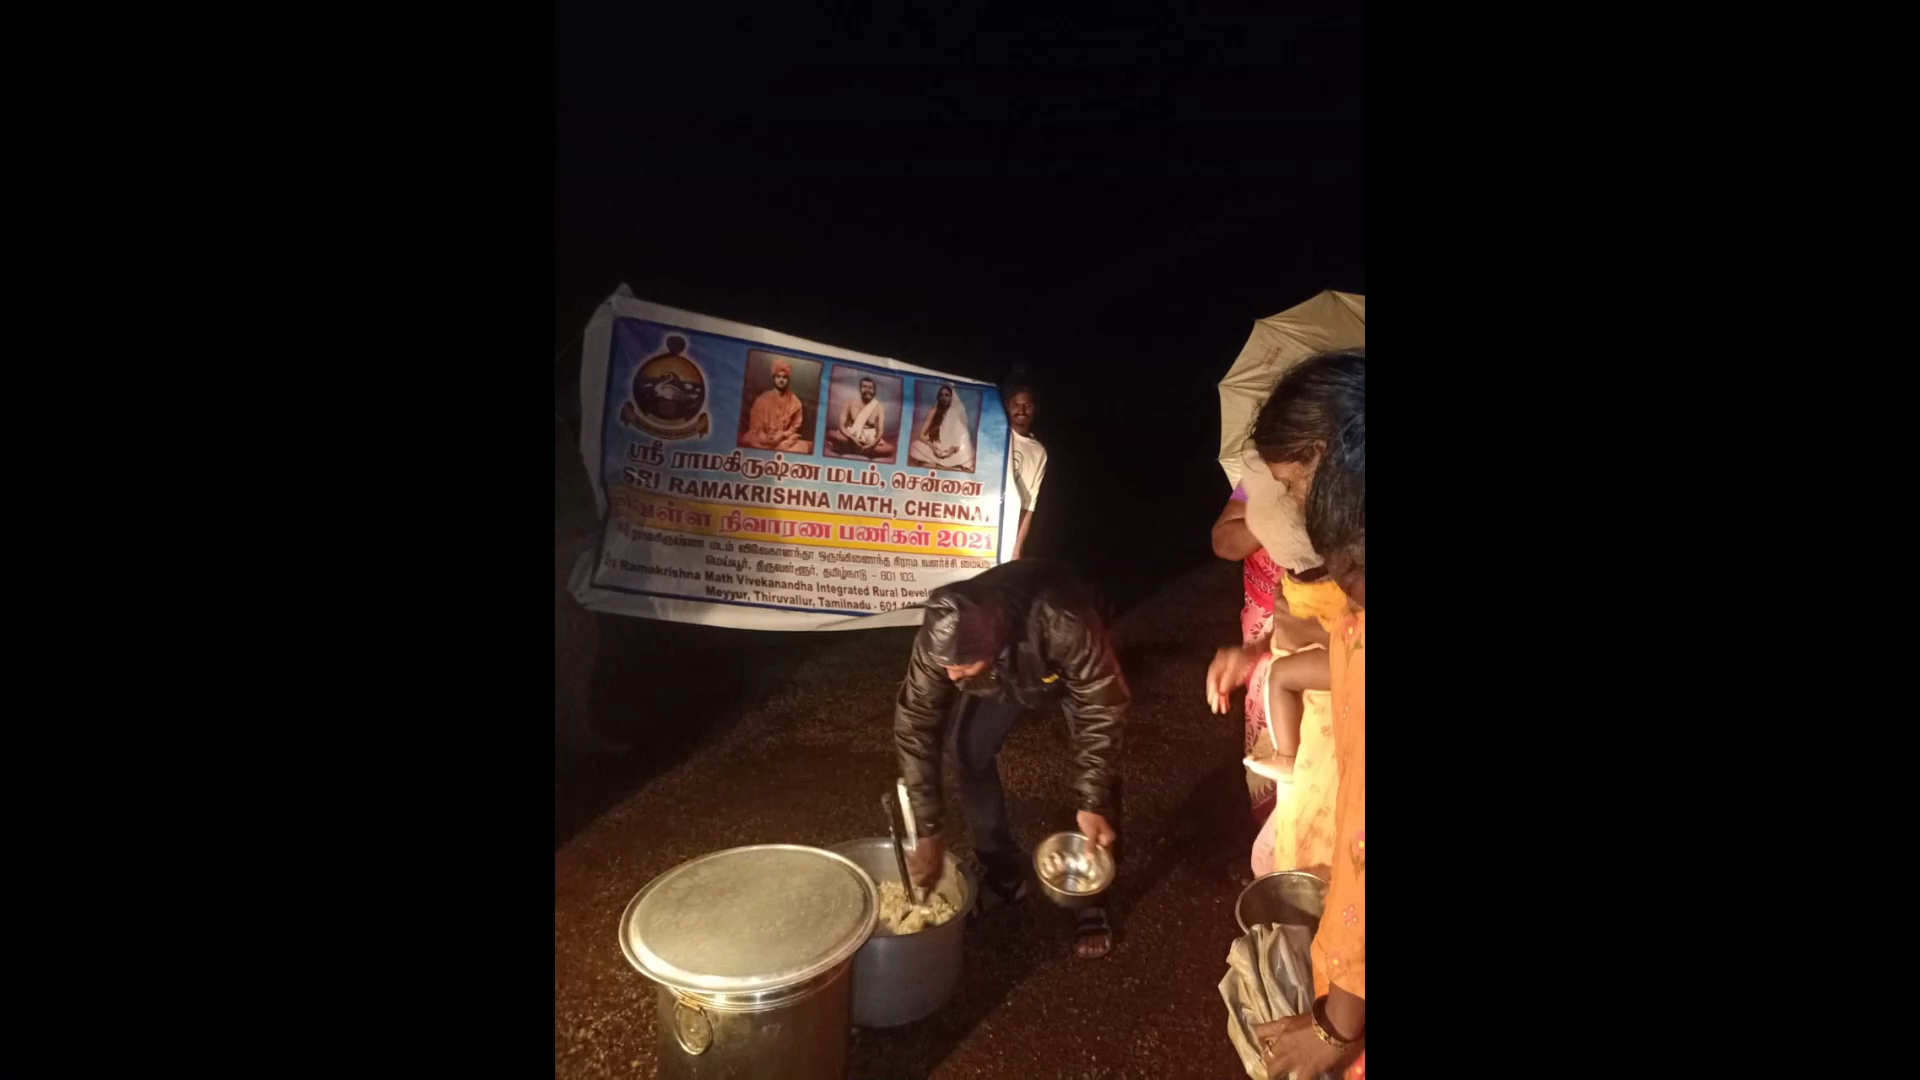 ஸ்ரீ ராமகிருஷ்ண மடம், சென்னை
SRI RAMAKRISHNA MATH, CHENNAI
வெள்ள நிவாரண பணிகள் 2021
ஸ்ரீ ராமகிருஷ்ண மடம் விவேகானந்தா ஒருங்கிணைந்த கிராம வளர்ச்சி மையம்
மெய்யூர், திருவள்ளூர், தமிழ்நாடு - 601 103.
Sri Ramakrishna Math Vivekanandha Integrated Rural
Meyyur, Thiruvallur, Tamilnadu - 601